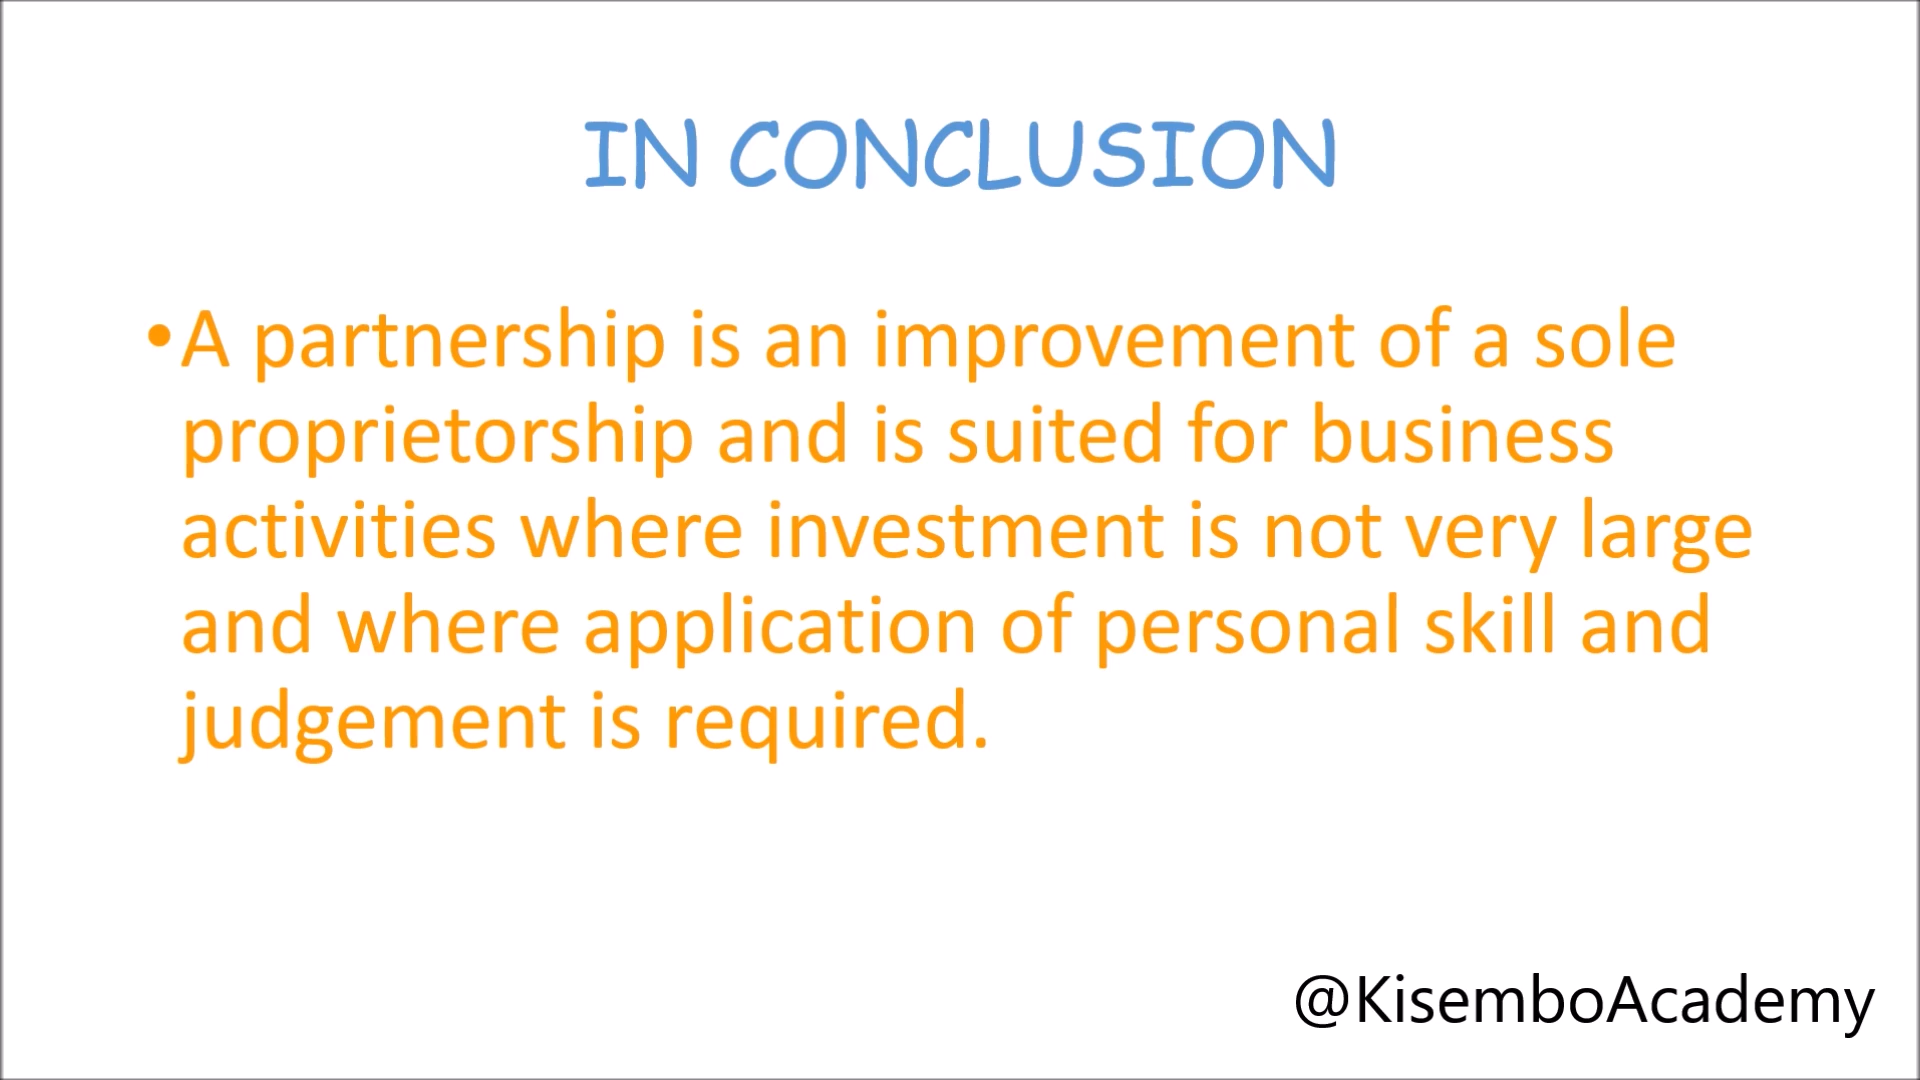 IN CONCLUSION
•A partnership is an improvement of a sole
proprietorship and is suited for business
activities where investment is not very large
and where application of personal skill and
judgement is required.
@KisemboAcademy